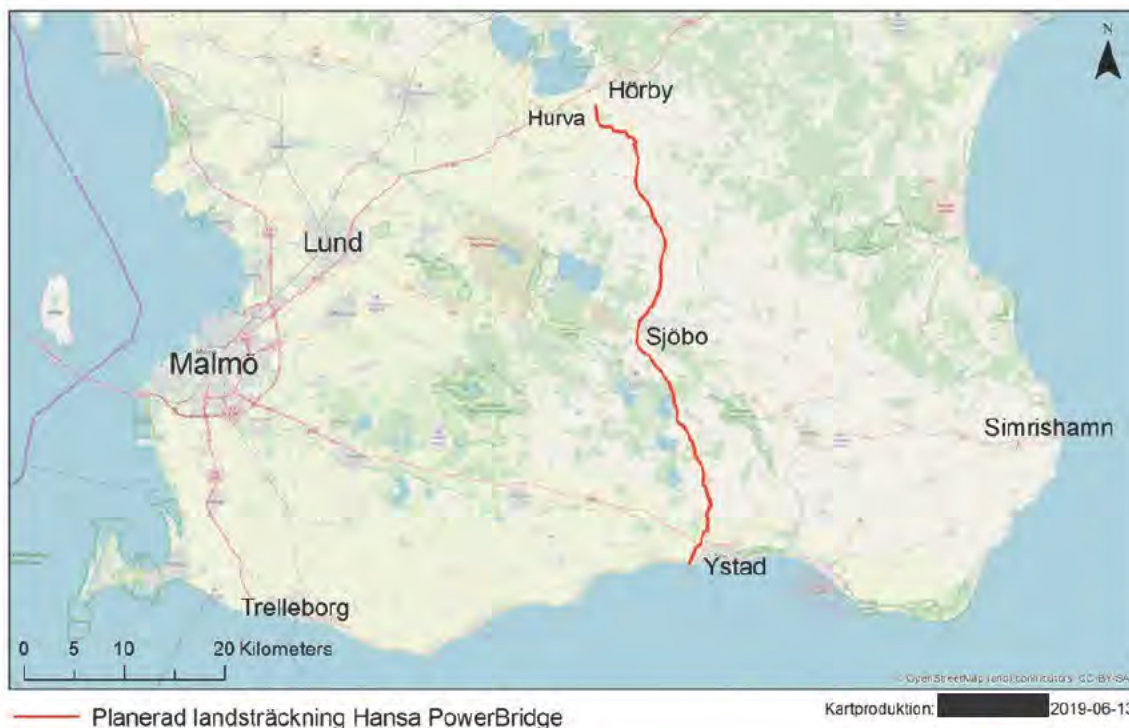 N
Hörby
Hurva
Lund
Sjöbo
Malmö
Simrishamn
Ystad
Trelleborg
0 5 10 20 Kilometers
© OpenStreetMap (and) contributors, CC-BY-SA
Planerad landsträckning Hansa PowerBridge
Kartproduktion: 2019-06-13